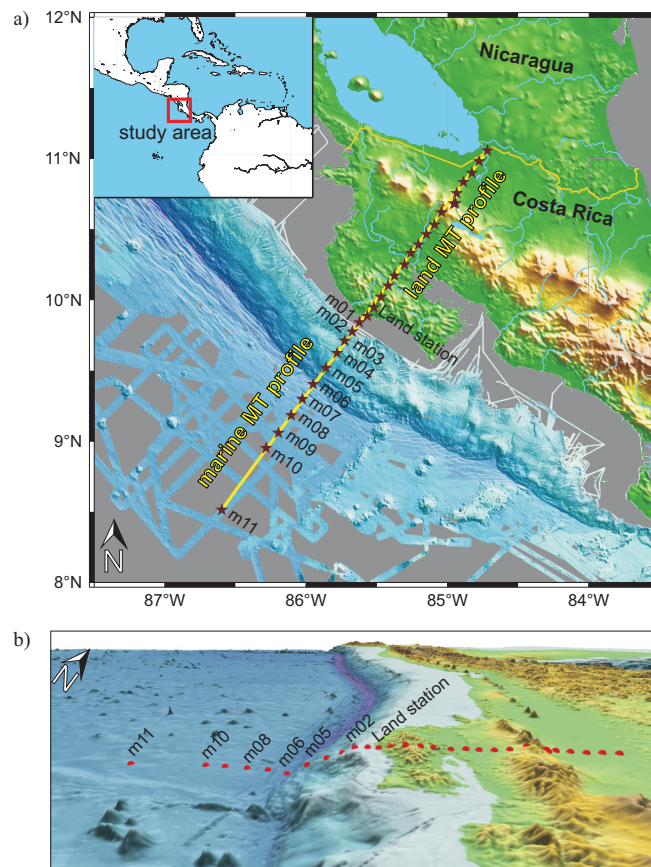 a)
12°N
11°N
10°N
9°N
8°N
87°W
86°W
85°W
84°W
study area
Nicaragua
Costa Rica
land MT profile
marine MT profile
Land station
m01
m02
m03
m04
m05
m06
m07
m08
m09
m10
m11
N
b)
N
m11
m10
m08
m06
m05
m02
Land station